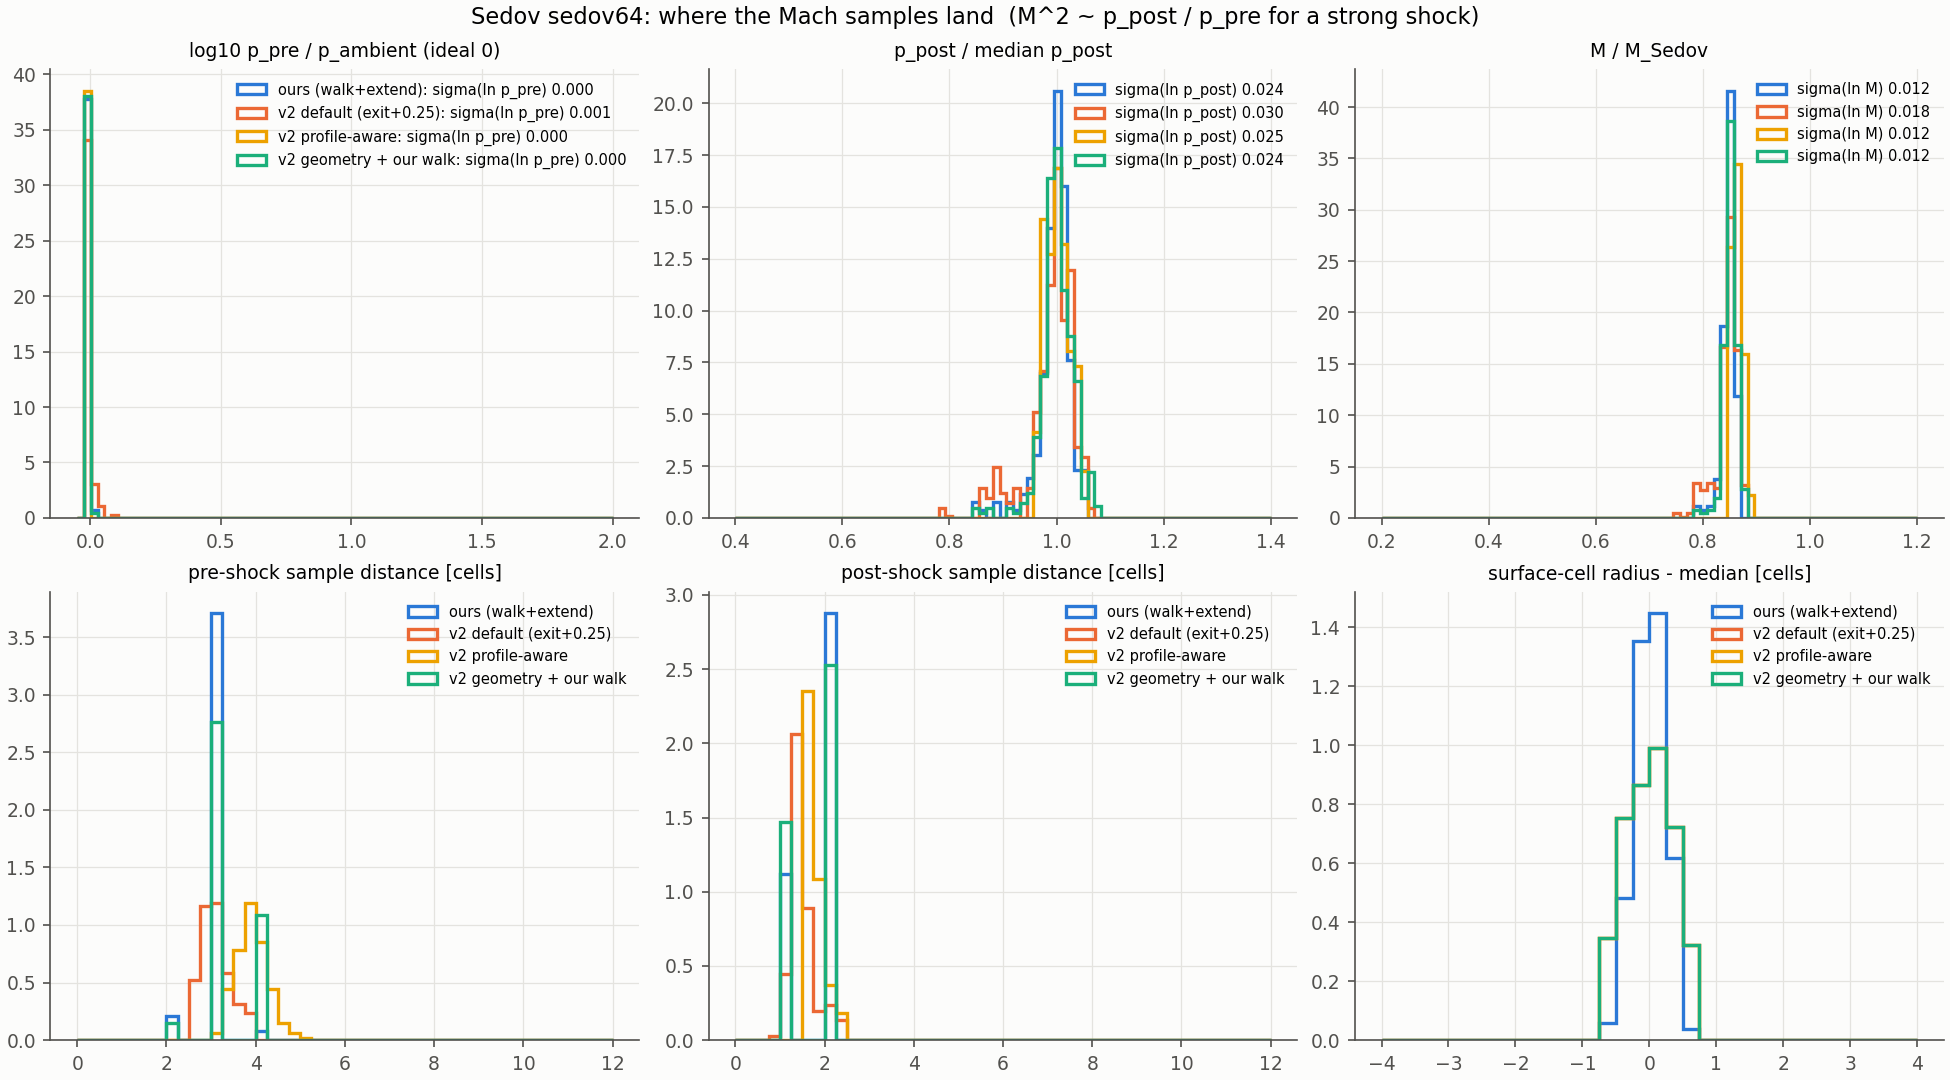 Sedov sedov64: where the Mach samples land  (M^2 ~ p_post / p_pre for a strong shock)
log10 p_pre / p_ambient (ideal 0)
ours (walk+extend): sigma(ln p_pre) 0.000
v2 default (exit+0.25): sigma(ln p_pre) 0.001
v2 profile-aware: sigma(ln p_pre) 0.000
v2 geometry + our walk: sigma(ln p_pre) 0.000
40
35
30
25
20
15
10
5
0
0.0 0.5 1.0 1.5 2.0
p_post / median p_post
sigma(ln p_post) 0.024
sigma(ln p_post) 0.030
sigma(ln p_post) 0.025
sigma(ln p_post) 0.024
20.0
17.5
15.0
12.5
10.0
7.5
5.0
2.5
0.0
0.4 0.6 0.8 1.0 1.2 1.4
M / M_Sedov
sigma(ln M) 0.012
sigma(ln M) 0.018
sigma(ln M) 0.012
sigma(ln M) 0.012
40
35
30
25
20
15
10
5
0
0.2 0.4 0.6 0.8 1.0 1.2
pre-shock sample distance [cells]
ours (walk+extend)
v2 default (exit+0.25)
v2 profile-aware
v2 geometry + our walk
3.5
3.0
2.5
2.0
1.5
1.0
0.5
0.0
0 2 4 6 8 10 12
post-shock sample distance [cells]
ours (walk+extend)
v2 default (exit+0.25)
v2 profile-aware
v2 geometry + our walk
3.0
2.5
2.0
1.5
1.0
0.5
0.0
0 2 4 6 8 10 12
surface-cell radius - median [cells]
ours (walk+extend)
v2 default (exit+0.25)
v2 profile-aware
v2 geometry + our walk
1.4
1.2
1.0
0.8
0.6
0.4
0.2
0.0
−4 −3 −2 −1 0 1 2 3 4